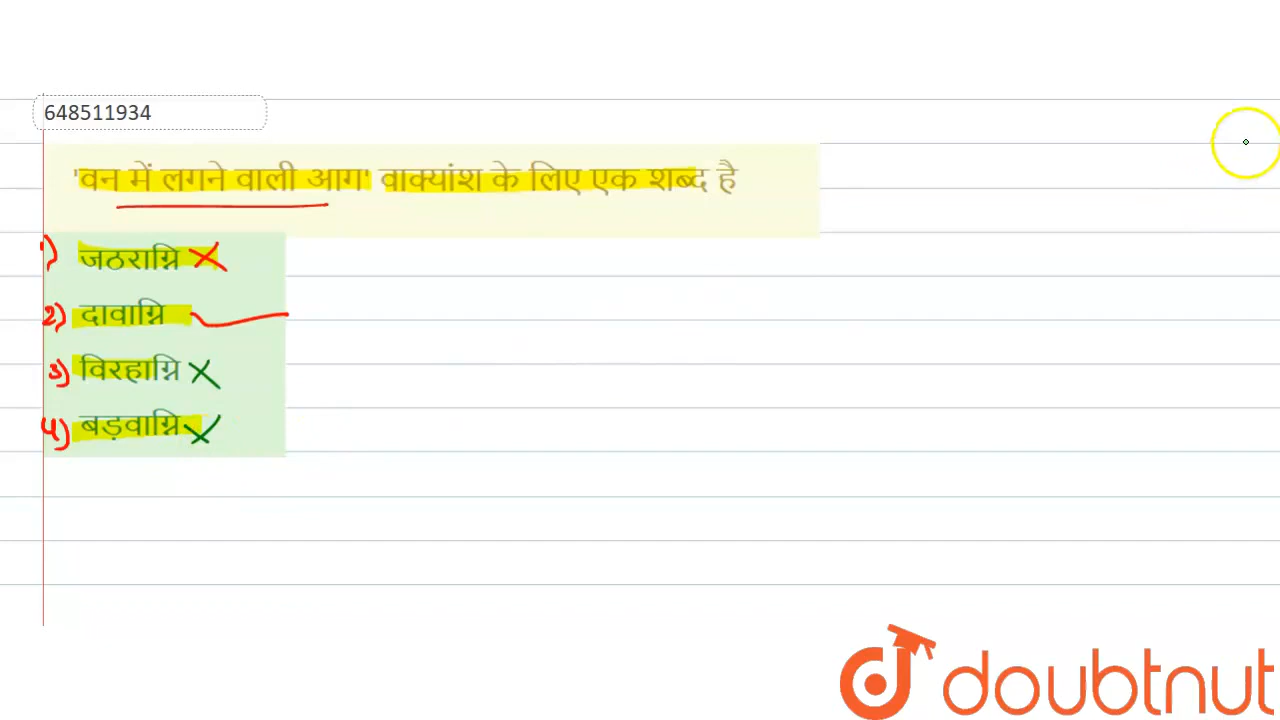 648511934
'वन में लगने वाली आग' वाक्यांश के लिए एक शब्द है
1) जठराग्नि
2) दावाग्नि
3) विरहाग्नि
4) बड़वाग्नि
doubtnut